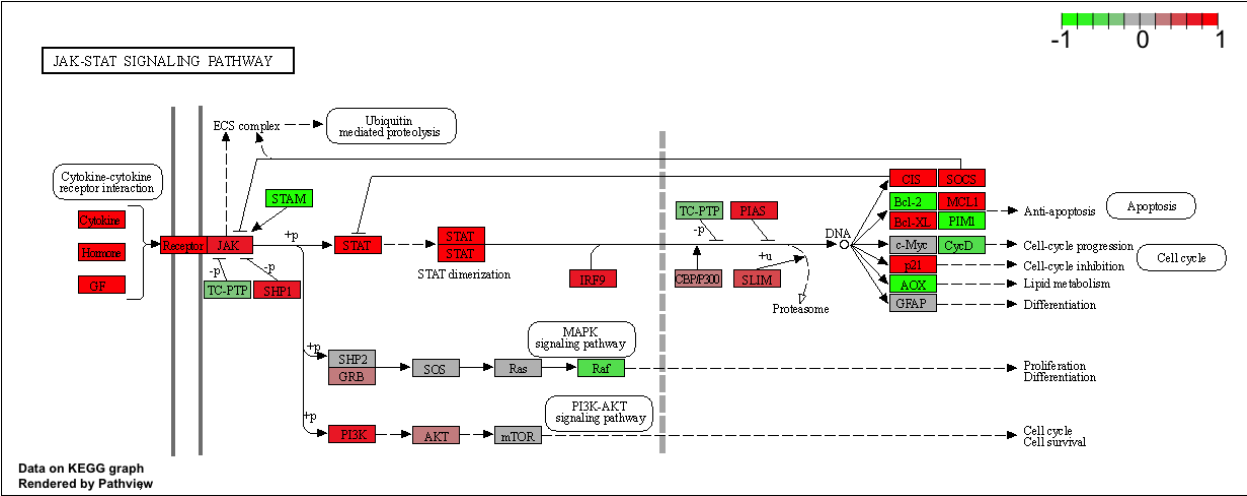 -1 0 1
JAK-STAT SIGNALING PATHWAY
ECS complex
Ubiquitin
mediated proteolysis
Cytokine-cytokine
receptor interaction
STAM
Cytokine
Hormone
GF
Receptor
JAK
+p
-p
-p
TC-PTP
SHP1
STAT
STAT
STAT
STAT dimerization
IRF9
TC-PTP
PIAS
-p
+u
CBP/P300
SLIM
Proteasome
DNA
CIS
SOCS
Bcl-2
MCL1
Bcl-XL
PIM1
Anti-apoptosis
Apoptosis
c-Myc
CycD
Cell-cycle progression
p21
Cell-cycle inhibition
Cell cycle
AOX
Lipid metabolism
GFAP
Differentiation
+p
SHP2
GRB
SOS
Ras
Raf
MAPK
signaling pathway
Proliferation
Differentiation
+p
PI3K
AKT
mTOR
PI3K-AKT
signaling pathway
Cell cycle
Cell survival
Data on KEGG graph
Rendered by Pathview